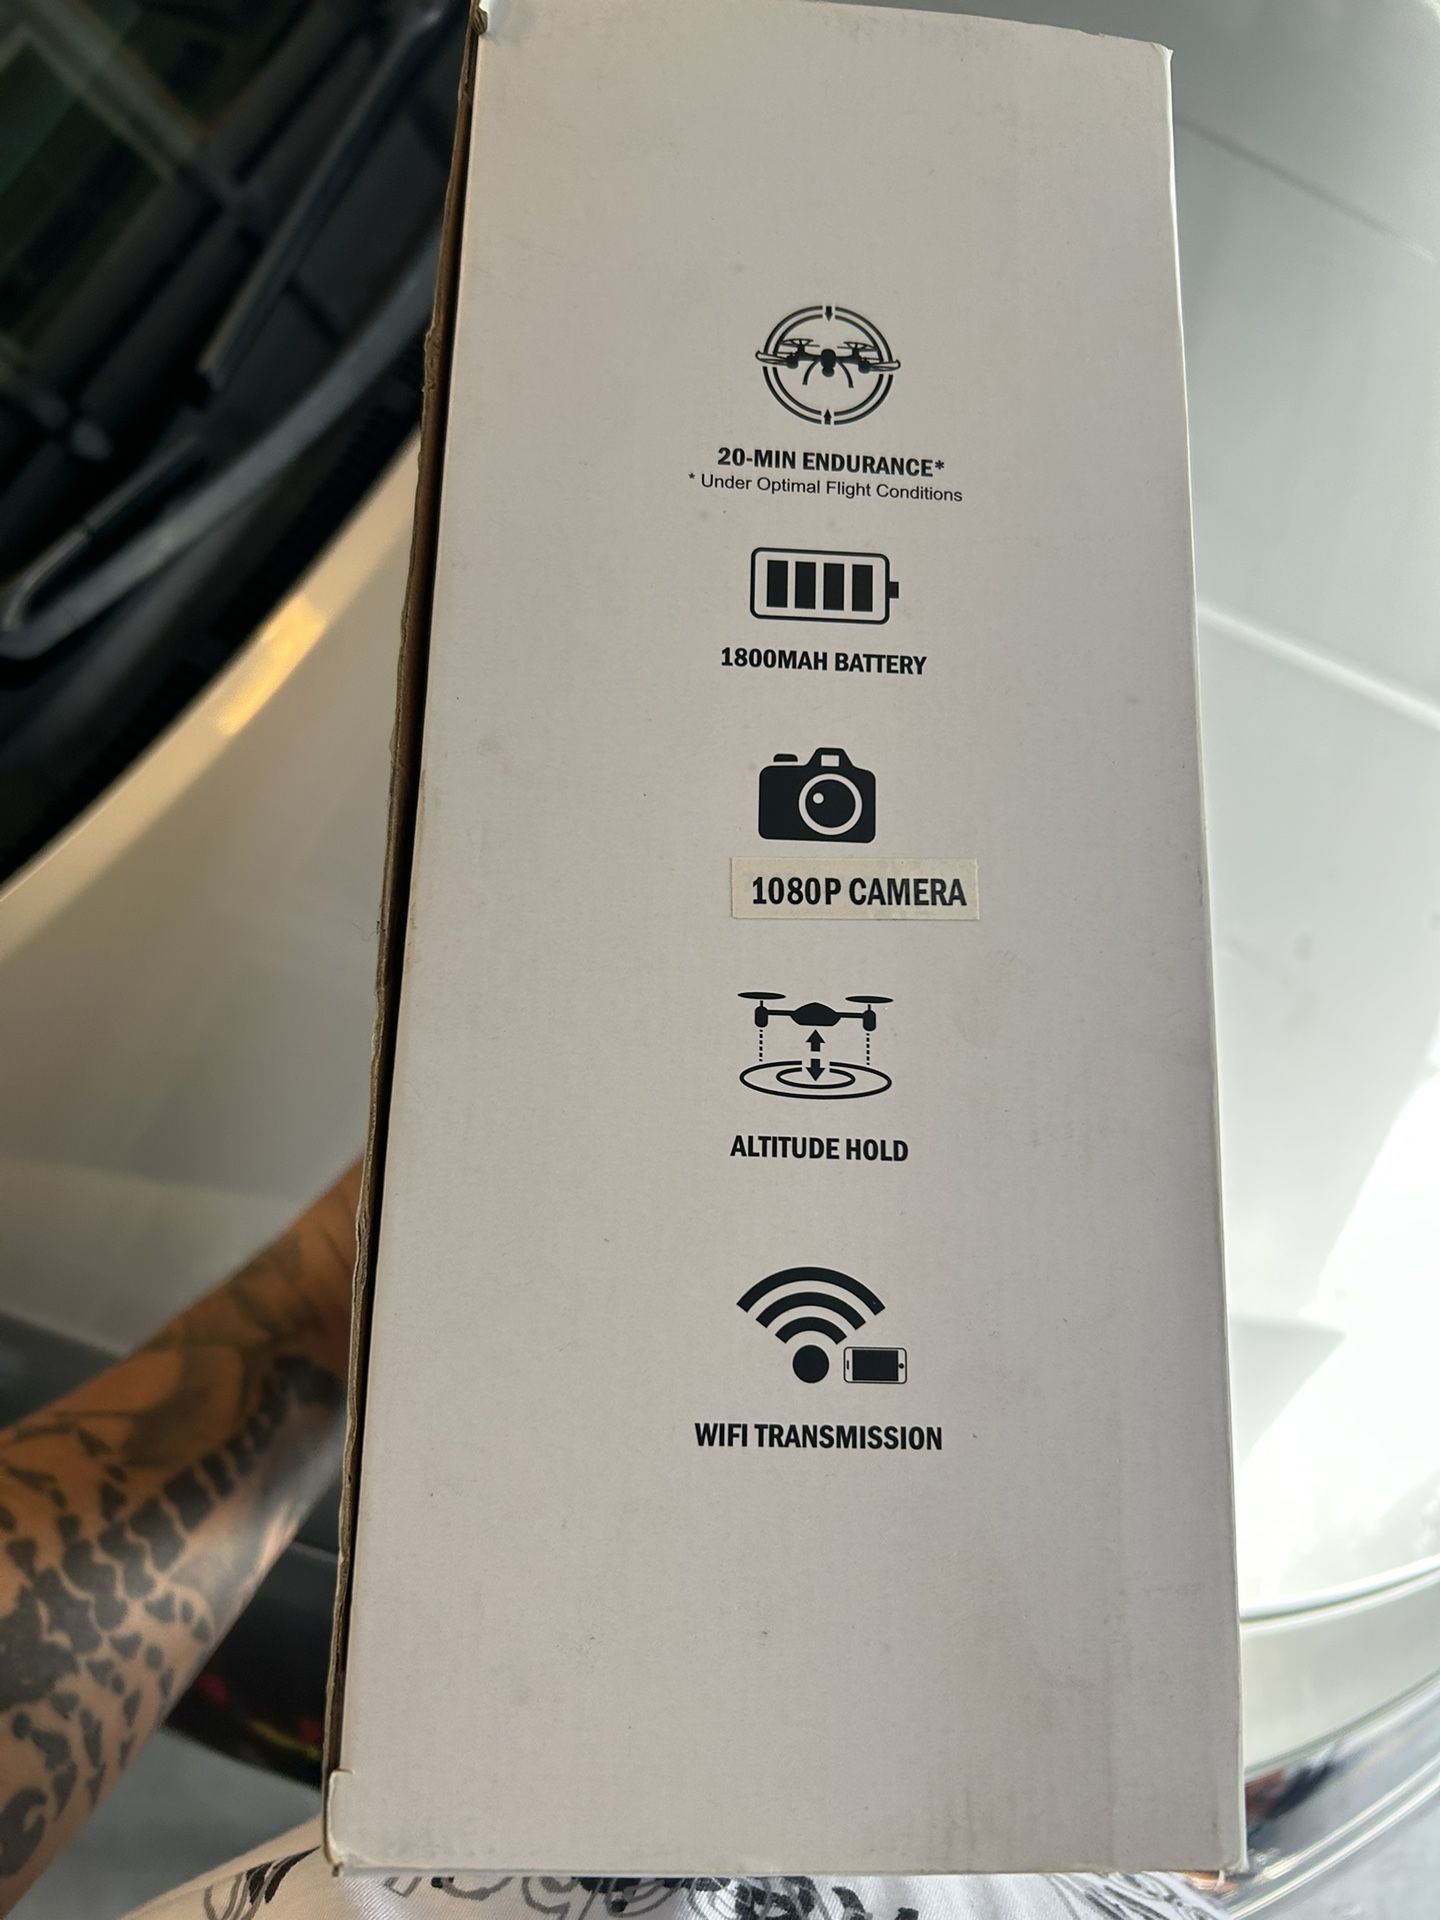 20-MIN ENDURANCE*
* Under Optimal Flight Conditions
1800MAH BATTERY
1080P CAMERA
ALTITUDE HOLD
WIFI TRANSMISSION